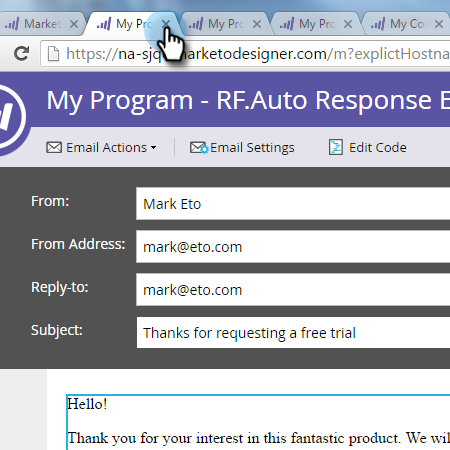 Market
My Pro
My Pro
My Pro
My Co
https://na-sj marketodesigner.com/m?explictHostna
My Program - RF.Auto Response E
Email Actions
Email Settings
Edit Code
From:
Mark Eto
From Address:
mark@eto.com
Reply-to:
mark@eto.com
Subject:
Thanks for requesting a free trial
Hello!
Thank you for your interest in this fantastic product. We wil